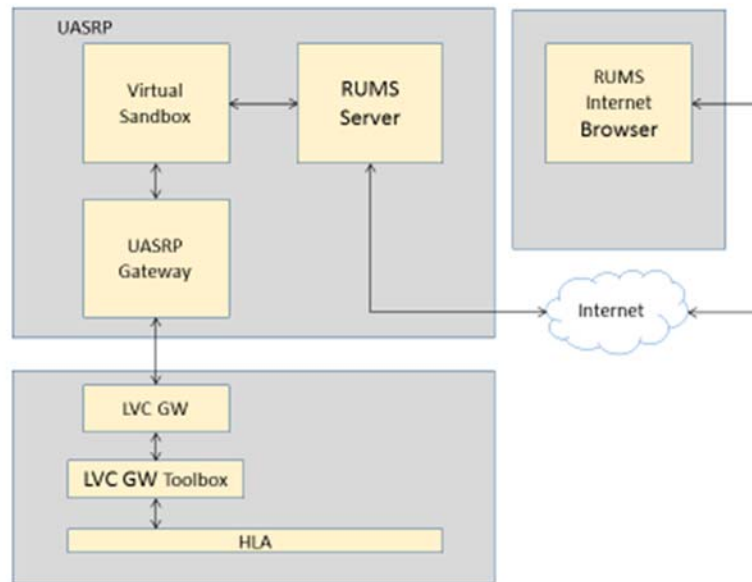 UASRP
Virtual
Sandbox
RUMS
Server
RUMS
Internet
Browser
UASRP
Gateway
Internet
LVC GW
LVC GW Toolbox
HLA